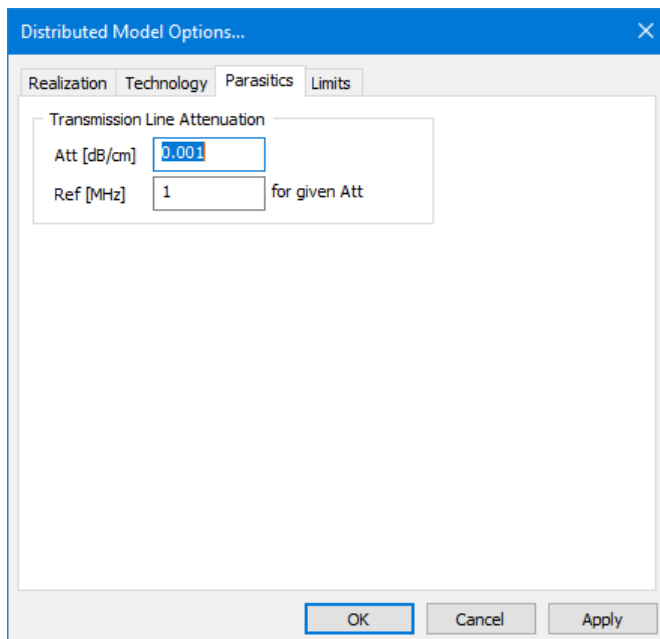 Distributed Model Options...
Realization Technology Parasitics Limits
Transmission Line Attenuation
Att [dB/cm] 0.001
Ref [MHz] 1 for given Att
OK Cancel Apply